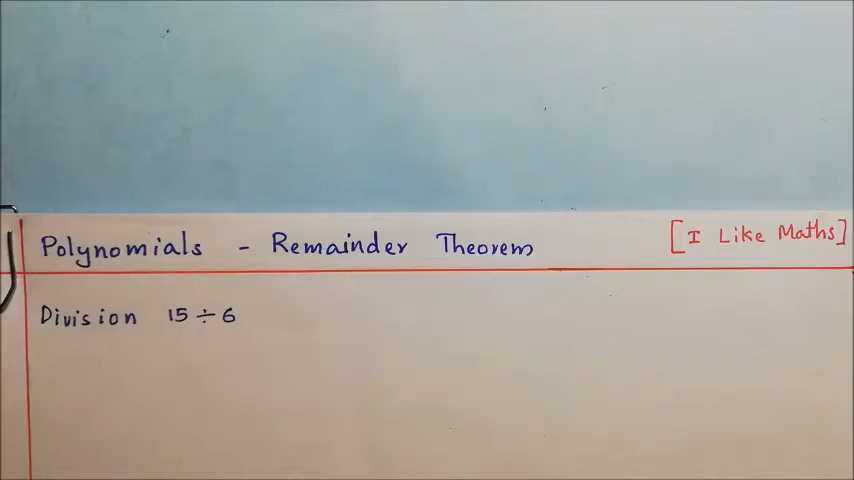 Polynomials - Remainder Theorem [I Like Maths]
Division 15 ÷ 6